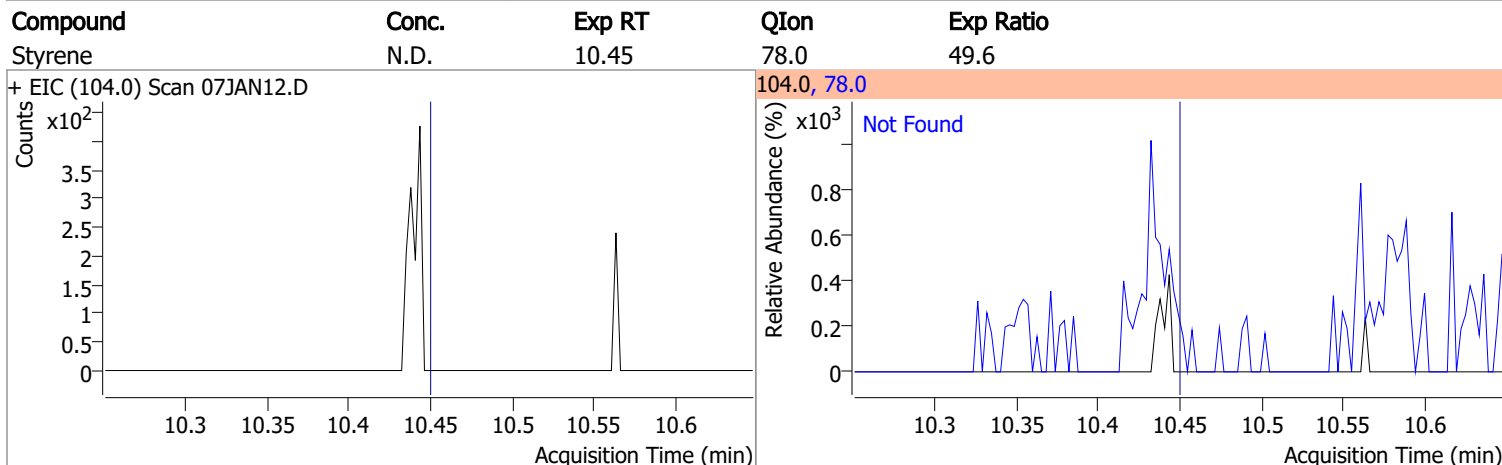 Compound Conc. Exp RT QIon Exp Ratio
Styrene N.D. 10.45 78.0 49.6
+ EIC (104.0) Scan 07JAN12.D
Counts
x10²
3.5
3
2.5
2
1.5
1
0.5
0
10.3 10.35 10.4 10.45 10.5 10.55 10.6
Acquisition Time (min)
104.0, 78.0
Relative Abundance (%)
x10³
Not Found
0.8
0.6
0.4
0.2
0
10.3 10.35 10.4 10.45 10.5 10.55 10.6
Acquisition Time (min)